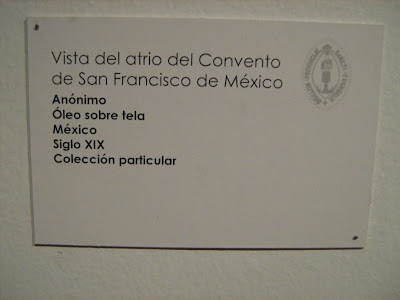 Vista del atrio del Convento
de San Francisco de México
Anónimo
Óleo sobre tela
México
Siglo XIX
Colección particular